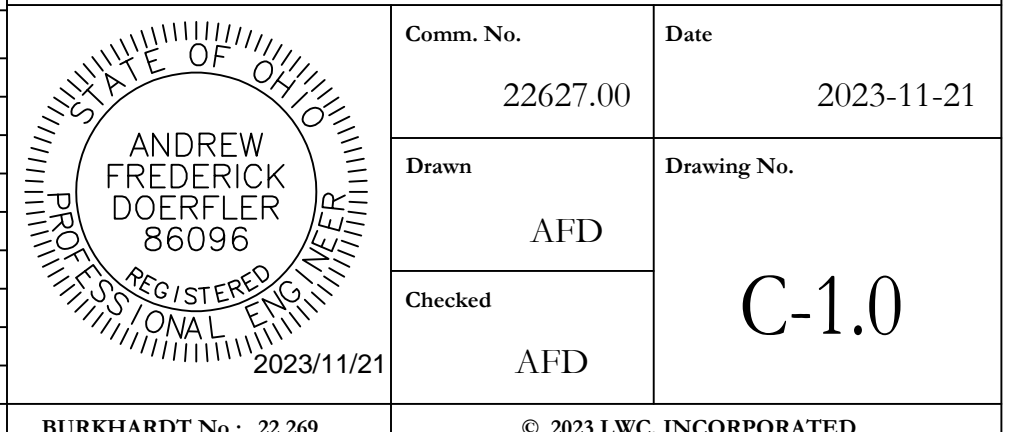 STATE OF OHIO
ANDREW
FREDERICK
DOERFLER
86096
REGISTERED
PROFESSIONAL ENGINEER
2023/11/21
Comm. No.
22627.00
Date
2023-11-21
Drawn
AFD
Drawing No.
C-1.0
Checked
AFD
BURKHARDT No.: 22.269
© 2023 LWC, INCORPORATED